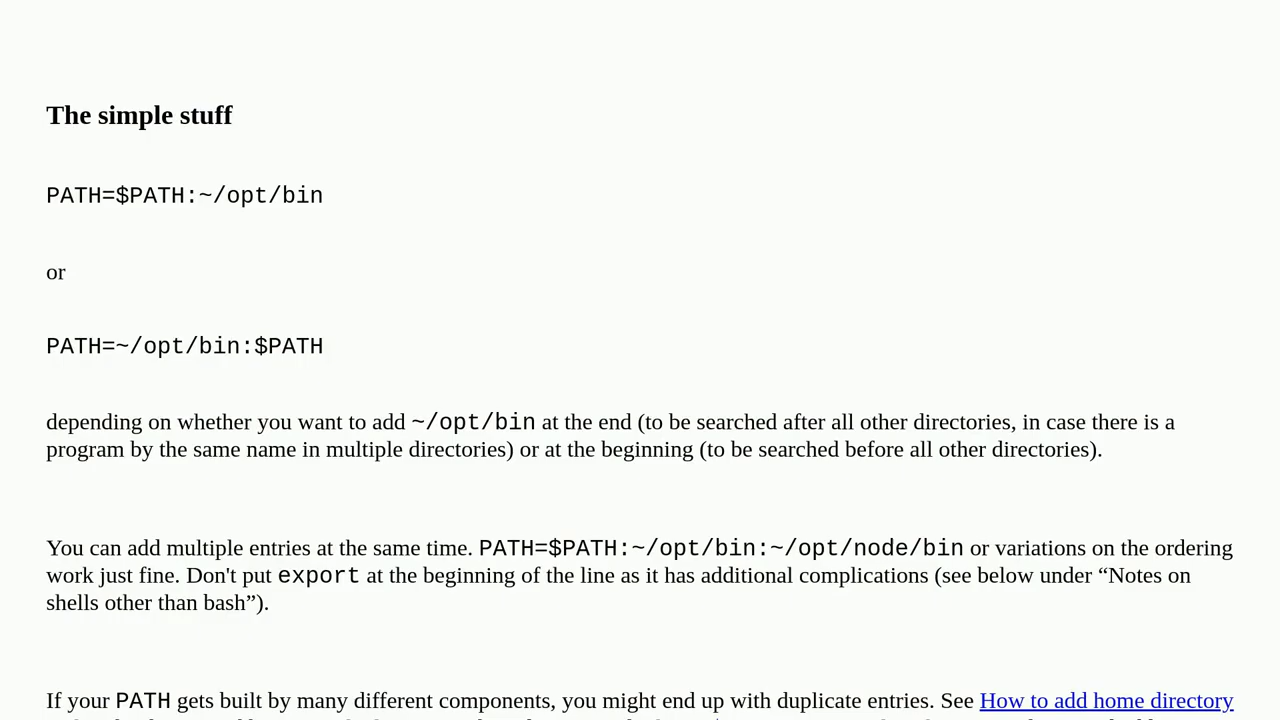 The simple stuff
PATH=$PATH:~/opt/bin
or
PATH=~/opt/bin:$PATH
depending on whether you want to add ~/opt/bin at the end (to be searched after all other directories, in case there is a
program by the same name in multiple directories) or at the beginning (to be searched before all other directories).
You can add multiple entries at the same time. PATH=$PATH:~/opt/bin:~/opt/node/bin or variations on the ordering
work just fine. Don't put export at the beginning of the line as it has additional complications (see below under “Notes on
shells other than bash”).
If your PATH gets built by many different components, you might end up with duplicate entries. See How to add home directory